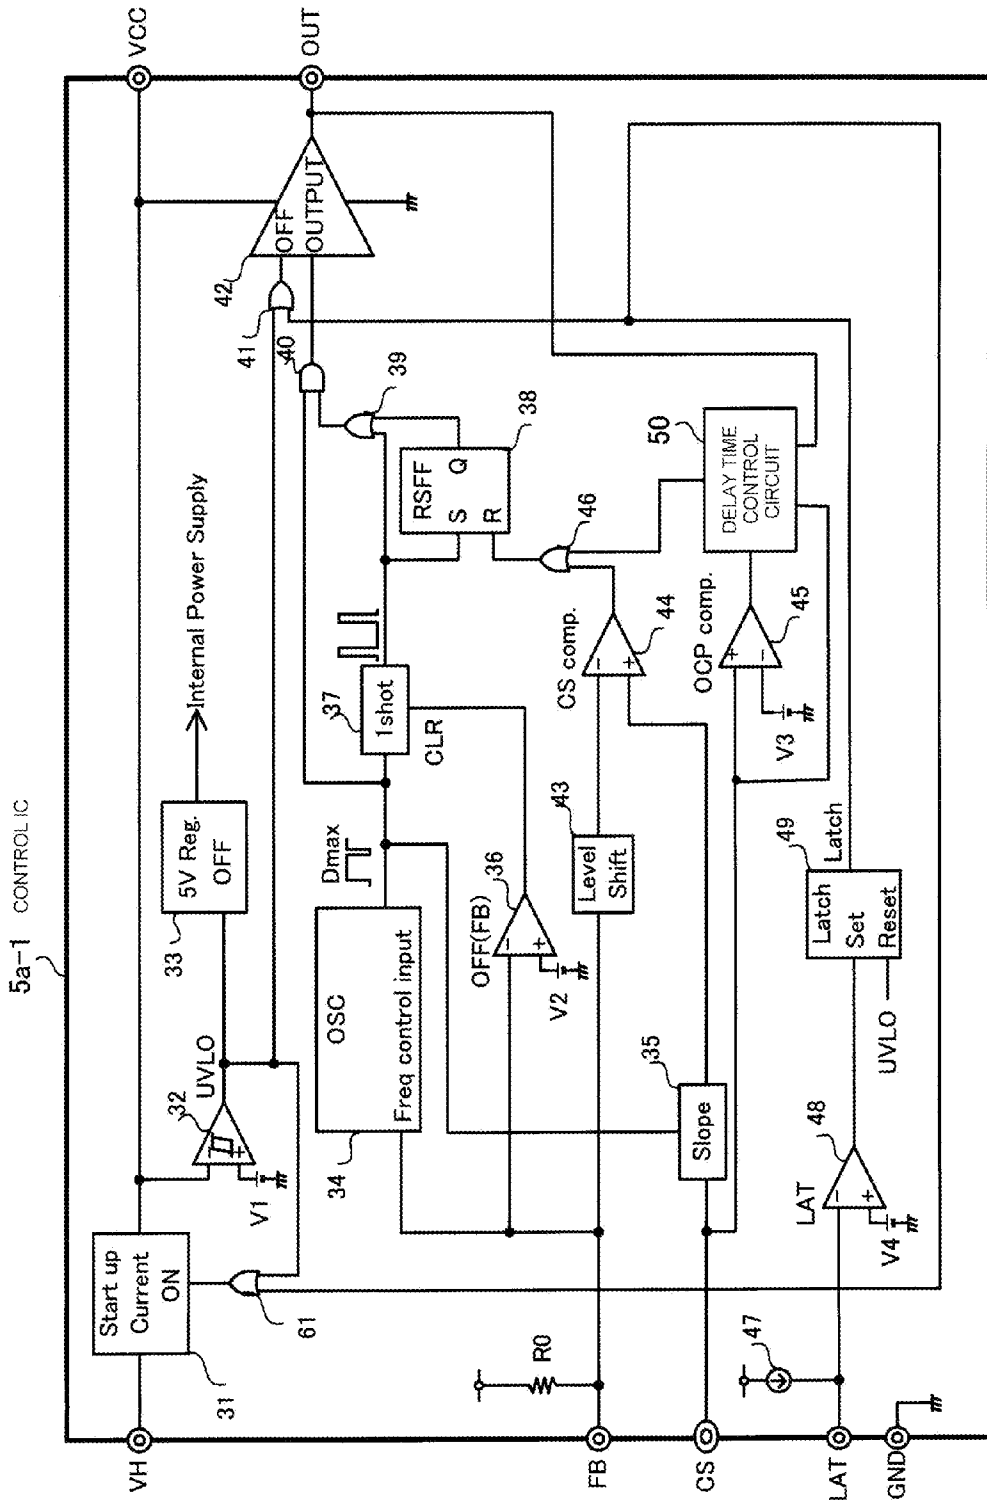 5a-1 CONTROL IC
VH
VCC
Start up
Current
ON
31
61
V1
32
UVLO
33
5V Reg.
OFF
Internal Power Supply
42
OFF
OUTPUT
OUT
41
40
39
34
OSC
Freq control input
Dmax
37
1shot
CLR
RSFF
S
Q
R
38
OFF(FB)
36
V2
R0
FB
43
Level
Shift
CS comp.
44
46
CS
35
Slope
OCP comp.
45
V3
50
DELAY TIME
CONTROL
CIRCUIT
47
LAT
LAT
48
V4
49
Latch
Set
Reset
UVLO
Latch
GND